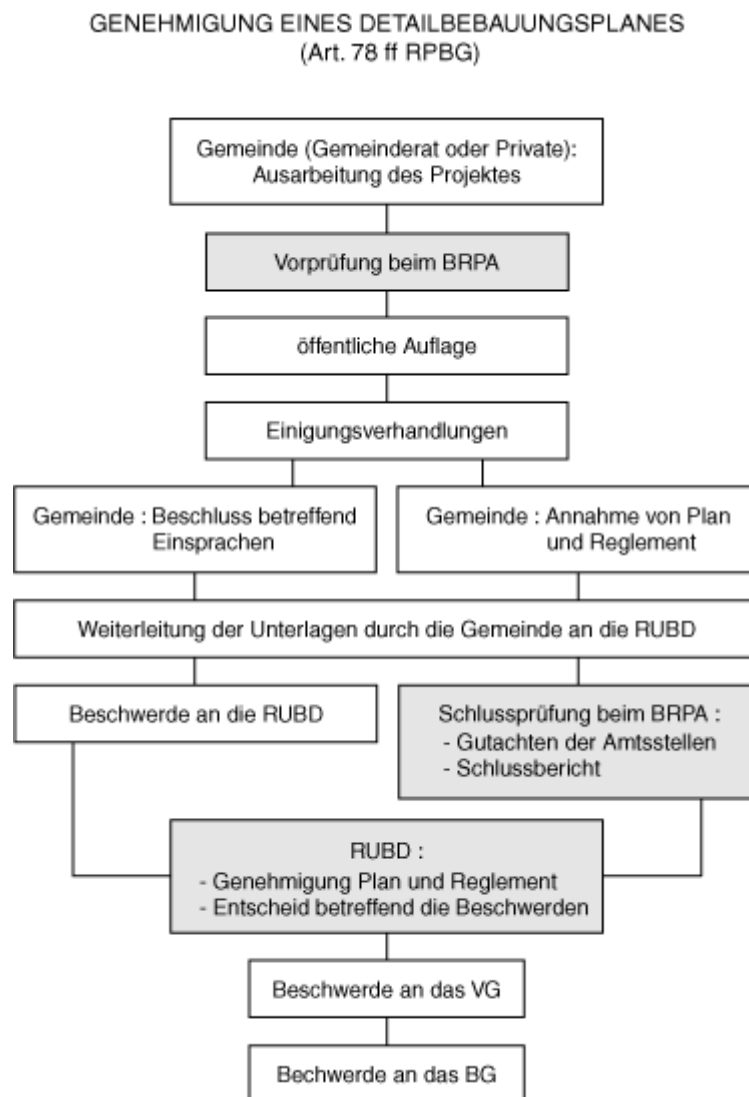 GENEHMIGUNG EINES DETAILBEBAUUNGSPLANES
(Art. 78 ff RPBG)
Gemeinde (Gemeinderat oder Private):
Ausarbeitung des Projektes
Vorprüfung beim BRPA
öffentliche Auflage
Einigungsverhandlungen
Gemeinde : Beschluss betreffend
Einsprachen
Gemeinde : Annahme von Plan
und Reglement
Weiterleitung der Unterlagen durch die Gemeinde an die RUBD
Beschwerde an die RUBD
Schlussprüfung beim BRPA :
- Gutachten der Amtsstellen
- Schlussbericht
RUBD :
- Genehmigung Plan und Reglement
- Entscheid betreffend die Beschwerden
Beschwerde an das VG
Bechwerde an das BG